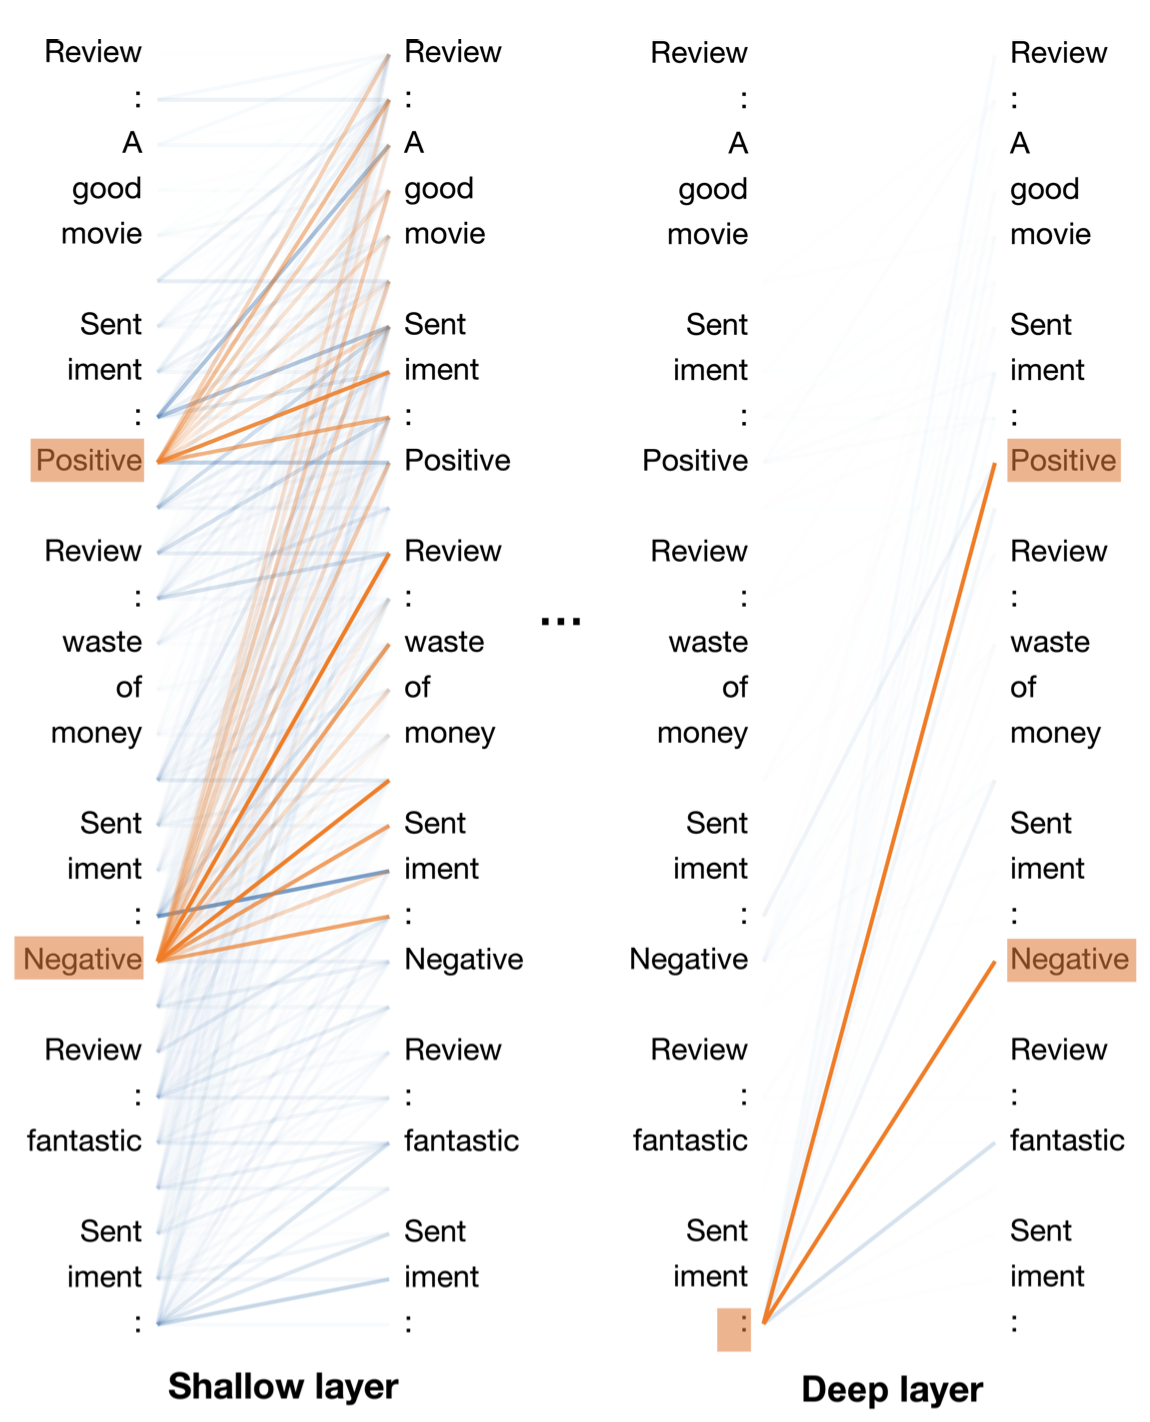 Review Review Review Review
: : : :
A A A A
good good good good
movie movie movie movie
Sent Sent Sent Sent
iment iment iment iment
: : : :
Positive Positive Positive Positive
Review Review Review Review
: : : :
waste waste waste waste
of of of of
money money money money
Sent Sent Sent Sent
iment iment iment iment
: : : :
Negative Negative Negative Negative
Review Review Review Review
: : : :
fantastic fantastic fantastic fantastic
Sent Sent Sent Sent
iment iment iment iment
: : : :
...
Shallow layer Deep layer